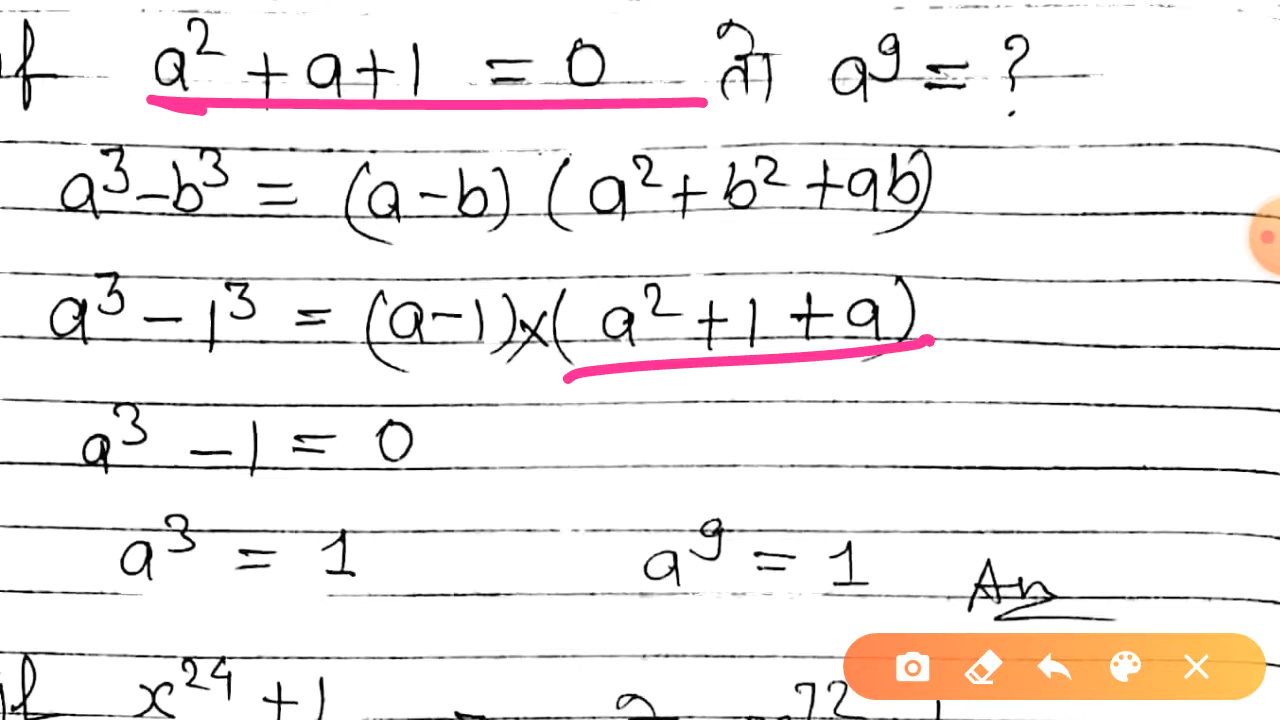 If a² + a + 1 = 0 तो a⁹ = ?
a³ - b³ = (a - b) (a² + b² + ab)
a³ - 1³ = (a - 1) × (a² + 1 + a)
a³ - 1 = 0
a³ = 1 a⁹ = 1 An
If x²⁴ + 1